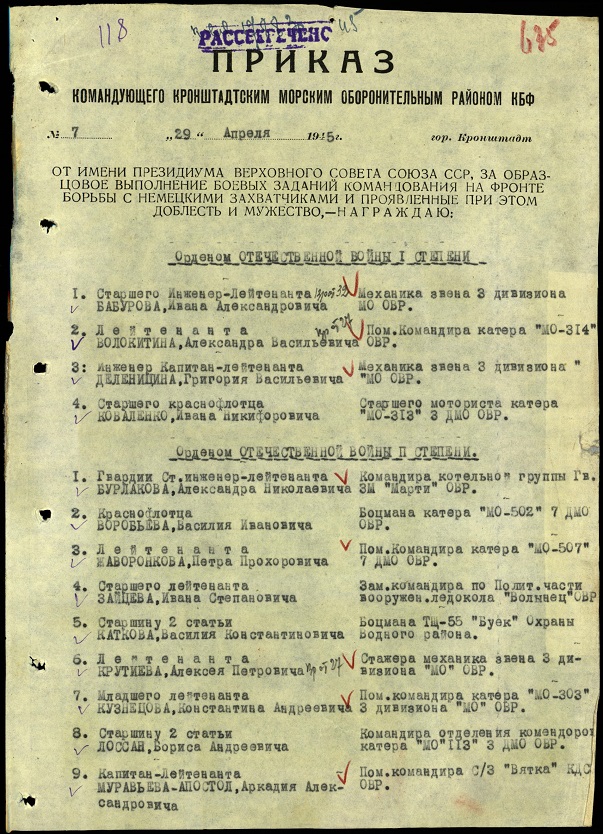 118
РАССЕКРЕЧЕНО
635
ПРИКАЗ
КОМАНДУЮЩЕГО КРОНШТАДТСКИМ МОРСКИМ ОБОРОНИТЕЛЬНЫМ РАЙОНОМ КБФ
№ 7 „29" Апреля 1945г. гор. Кронштадт
ОТ ИМЕНИ ПРЕЗИДИУМА ВЕРХОВНОГО СОВЕТА СОЮЗА ССР, ЗА ОБРАЗ-
ЦОВОЕ ВЫПОЛНЕНИЕ БОЕВЫХ ЗАДАНИЙ КОМАНДОВАНИЯ НА ФРОНТЕ
БОРЬБЫ С НЕМЕЦКИМИ ЗАХВАТЧИКАМИ И ПРОЯВЛЕННЫЕ ПРИ ЭТОМ
ДОБЛЕСТЬ И МУЖЕСТВО,—НАГРАЖДАЮ:
Орденом ОТЕЧЕСТВЕННОЙ ВОЙНЫ I СТЕПЕНИ
1. Старшего Инженер-Лейтенанта Механика звена 3 дивизиона
БАБУРОВА, Ивана Александровича МО ОВР.
2. Лейтенанта Пом.Командира катера "МО-314"
ВОЛОКИТИНА, Александра Васильевича ОВР.
3: Инженер Капитан-лейтенанта Механика звена 3 дивизиона "
ДЕЛЕНИЦИНА, Григория Васильевича "МО ОВР.
4. Старшего краснофлотца Старшего моториста катера
КОВАЛЕНКО, Ивана Никифоровича "МО-313" 3 ДМО ОВР.
Орденом ОТЕЧЕСТВЕННОЙ ВОЙНЫ П СТЕПЕНИ.
1. Гвардии Ст.инженер-лейтенанта Командира котельной группы Гв.
БУРЛАКОВА, Александра Николаевича ЗМ "Марти" ОВР.
2. Краснофлотца Боцмана катера "МО-502" 7 ДМО
ВОРОБЬЕВА, Василия Ивановича ОВР.
3. Лейтенанта Пом.Командира катера "МО-507"
ЖАВОРОНКОВА, Петра Прохоровича 7 ДМО ОВР.
4. Старшего лейтенанта Зам.командира по Полит.части
ЗАЙЦЕВА, Ивана Степановича вооружен.ледокола "Волынец"ОВР
5. Старшину 2 статьи Боцмана ТЩ-55 "Буек" Охраны
КАТКОВА, Василия Константиновича Водного района.
6. Лейтенанта Стажера механика звена 3 ди-
КРУТИЕВА, Алексея Петровича визиона "МО" ОВР.
7. Младшего лейтенанта Пом.командира катера "МО-303"
КУЗНЕЦОВА, Константина Андреевича 3 дивизиона "МО" ОВР.
8. Старшину 2 статьи Командира отделения комендоров
ЛОССАН, Бориса Андреевича катера "МО"113" 3 ДМО ОВР.
9. Капитан-Лейтенанта Пом.командира С/З "Вятка" КДС
МУРАВЬЕВА-АПОСТОЛ, Аркадия Алек- ОВР.
сандровича